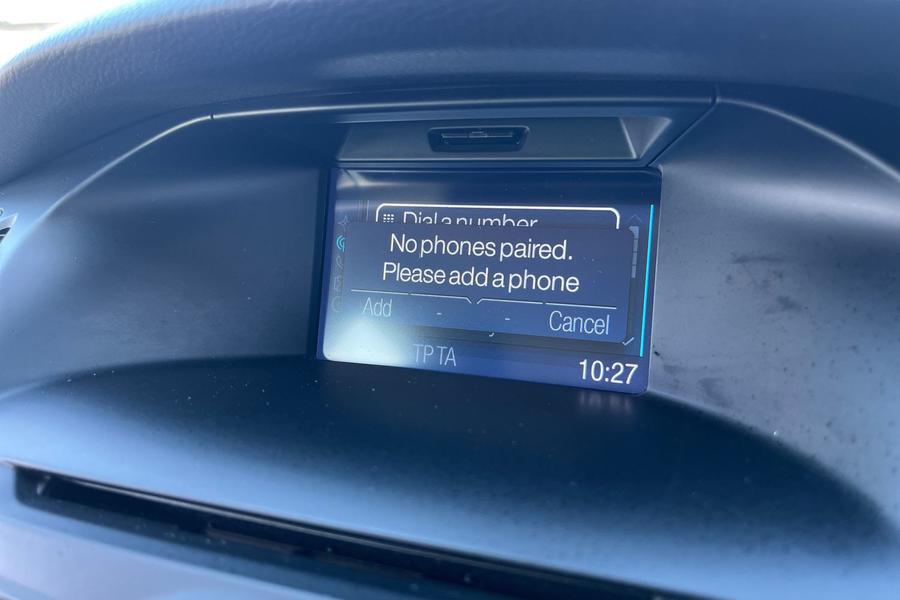 Dial a number
No phones paired.
Please add a phone
Add - - Cancel
TP TA
10:27